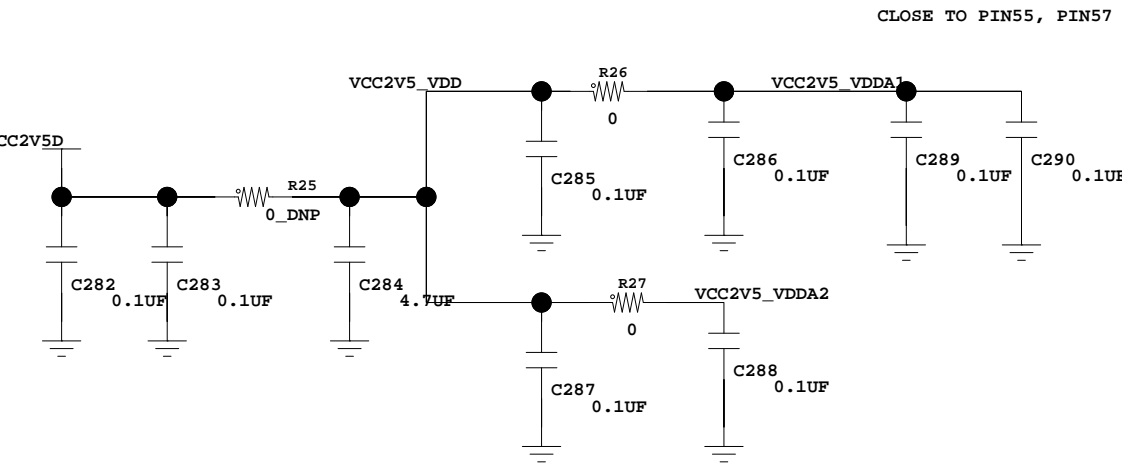 CLOSE TO PIN55, PIN57
R26
VCC2V5_VDD
VCC2V5_VDDA1
0
CC2V5D
C285
0.1UF
C286
0.1UF
C289
0.1UF
C290
0.1UF
R25
0_DNP
C282
0.1UF
C283
0.1UF
C284
4.7UF
R27
VCC2V5_VDDA2
0
C287
0.1UF
C288
0.1UF